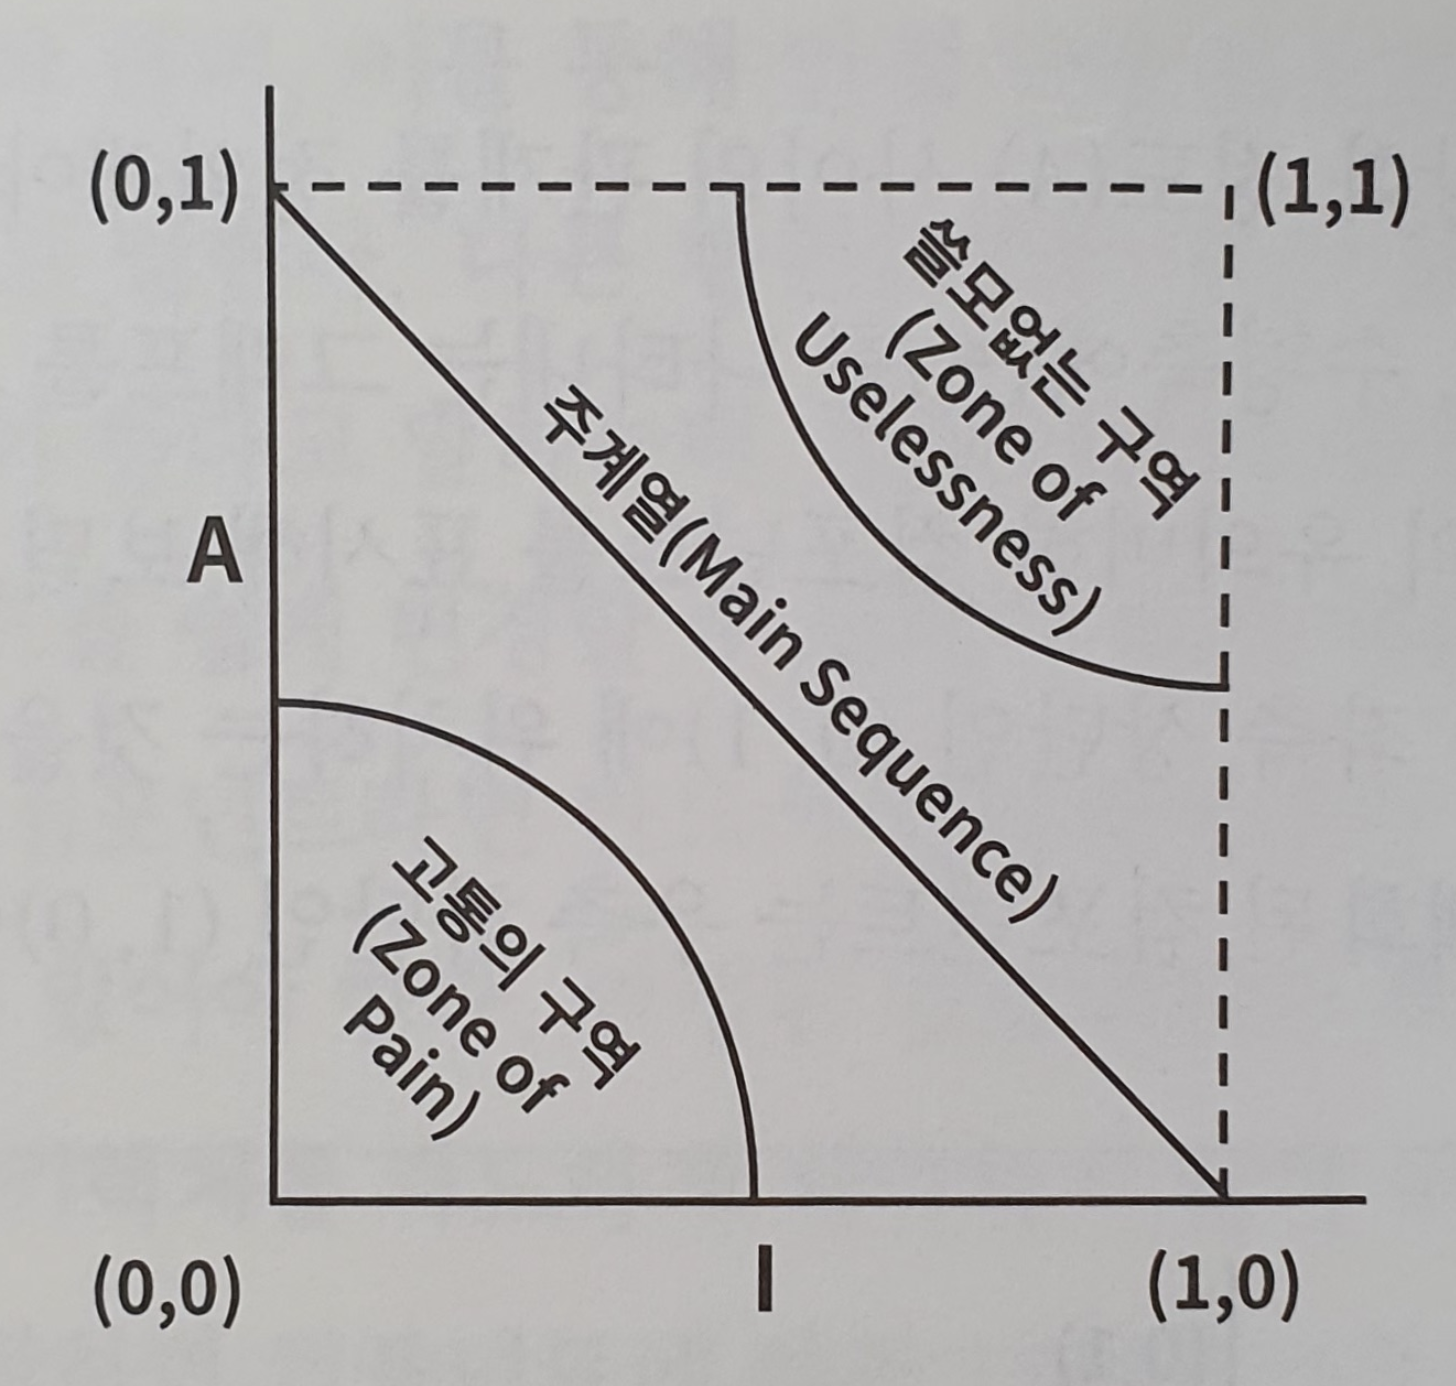 (0,1)
(1,1)
쓸모없는 구역
(Zone of
Uselessness)
주계열(Main Sequence)
A
고통의 구역
(Zone of
Pain)
(0,0)
I
(1,0)